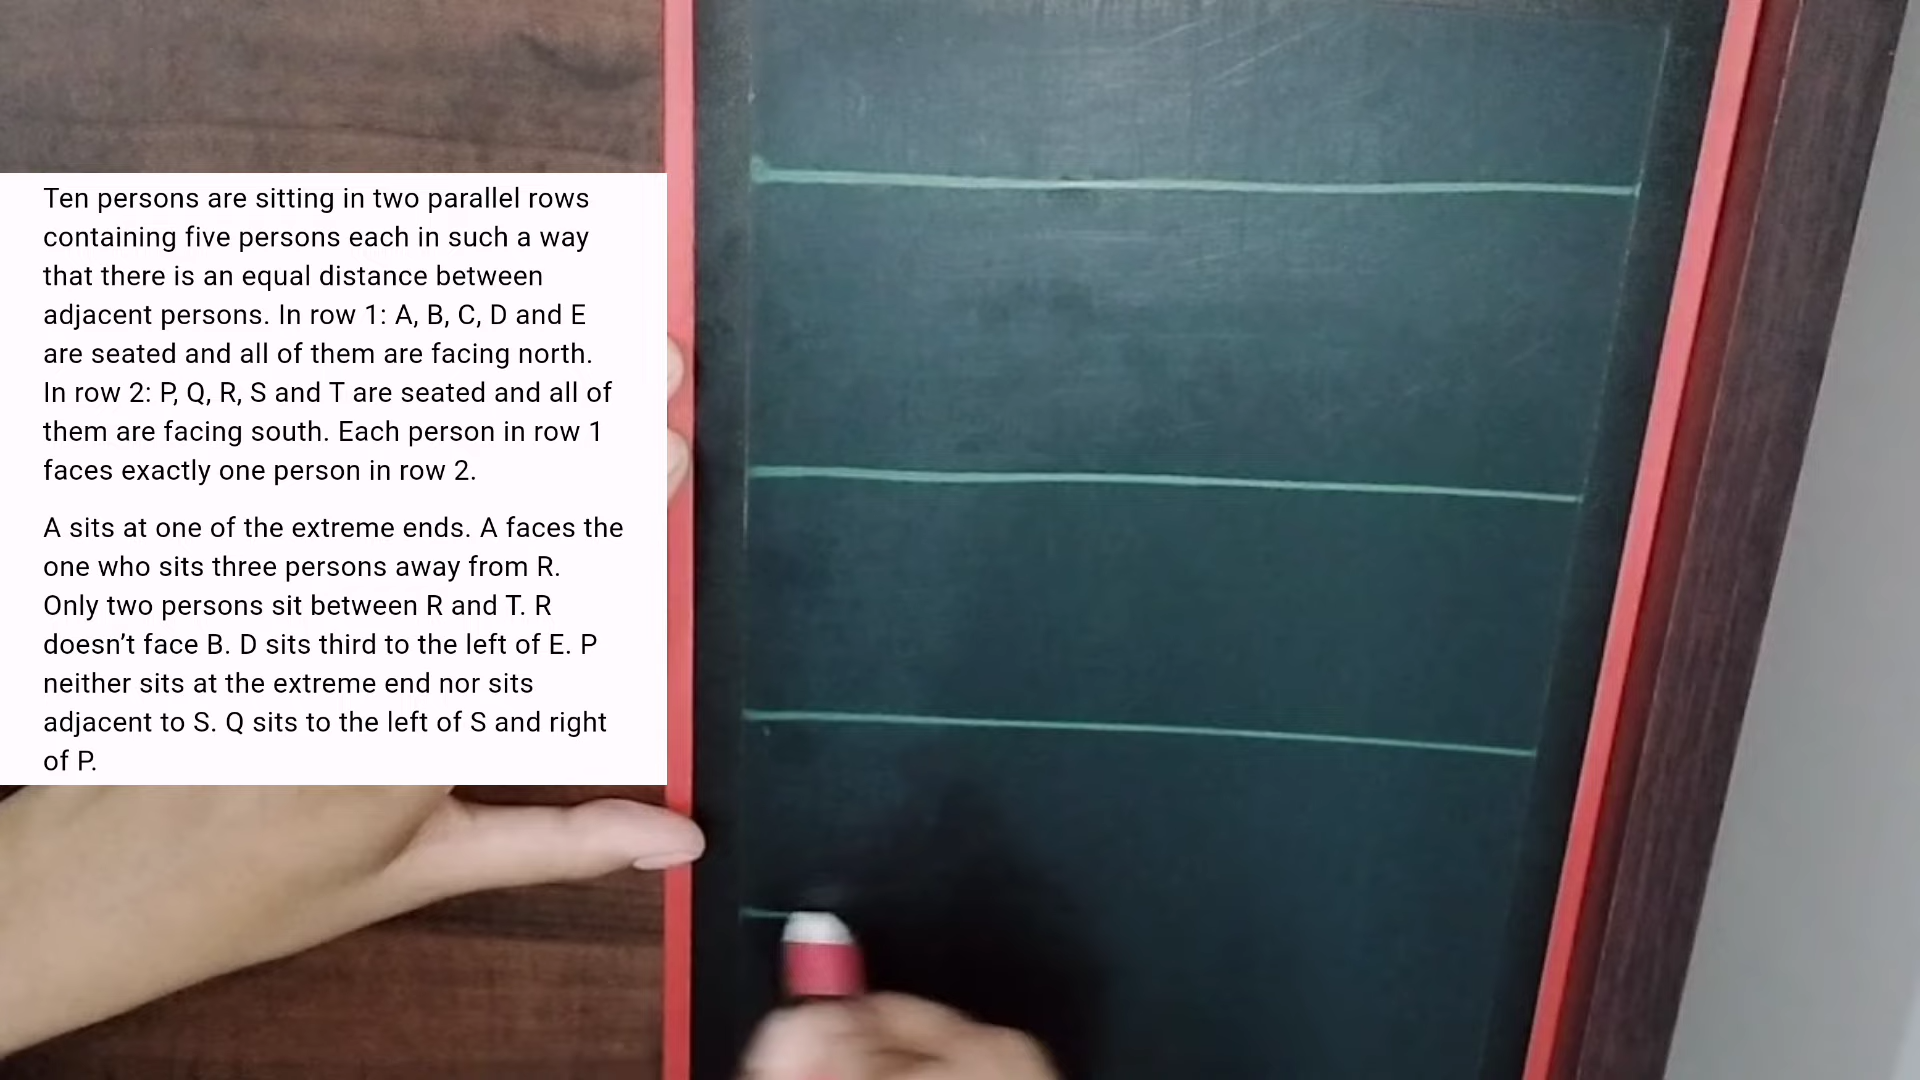 Ten persons are sitting in two parallel rows
containing five persons each in such a way
that there is an equal distance between
adjacent persons. In row 1: A, B, C, D and E
are seated and all of them are facing north.
In row 2: P, Q, R, S and T are seated and all of
them are facing south. Each person in row 1
faces exactly one person in row 2.
A sits at one of the extreme ends. A faces the
one who sits three persons away from R.
Only two persons sit between R and T. R
doesn’t face B. D sits third to the left of E. P
neither sits at the extreme end nor sits
adjacent to S. Q sits to the left of S and right
of P.